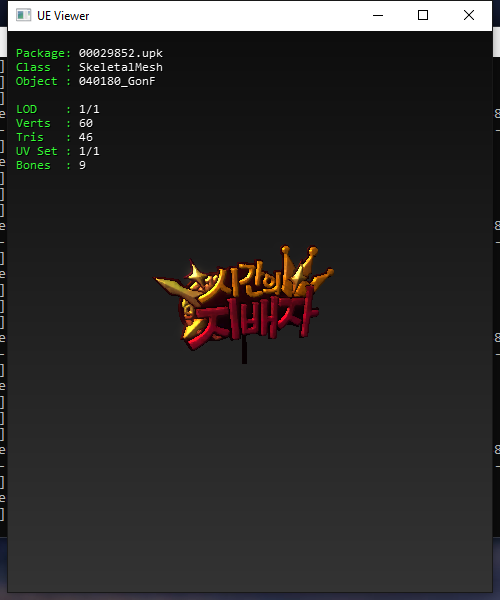 UE Viewer
Package: 00029852.upk
Class : SkeletalMesh
Object : 040180_GonF
LOD : 1/1
Verts : 60
Tris : 46
UV Set : 1/1
Bones : 9
시간의
지배자